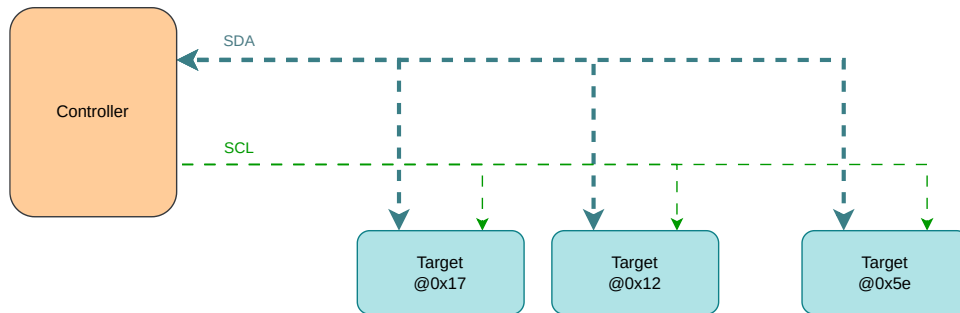 SDA
Controller
SCL
Target
@0x17
Target
@0x12
Target
@0x5e